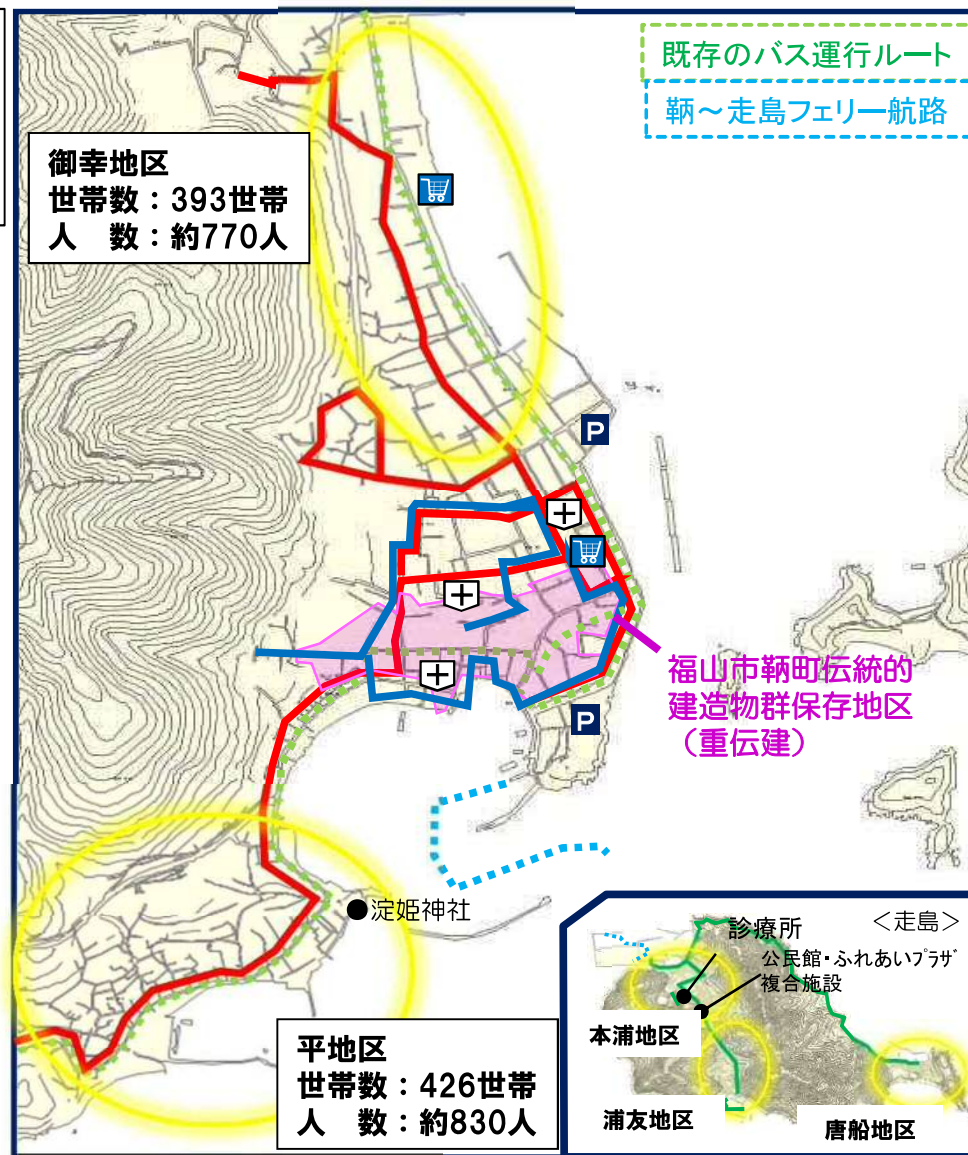 既存のバス運行ルート
鞆～走島フェリー航路
御幸地区
世帯数：393世帯
人　数：約770人
P
福山市鞆町伝統的
建造物群保存地区
（重伝建）
P
●淀姫神社
平地区
世帯数：426世帯
人　数：約830人
＜走島＞
診療所
公民館・ふれあいﾌﾟﾗｻﾞ
複合施設
本浦地区
浦友地区
唐船地区